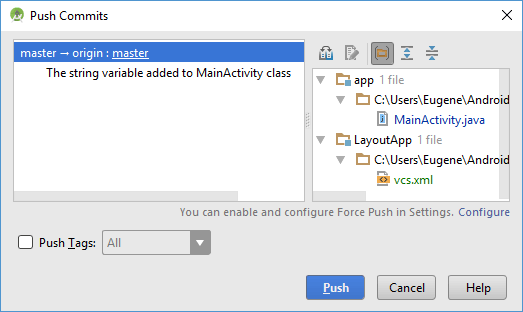 Push Commits
master → origin : master
The string variable added to MainActivity class
app 1 file
C:\Users\Eugene\Android
MainActivity.java
LayoutApp 1 file
C:\Users\Eugene\Android
vcs.xml
You can enable and configure Force Push in Settings. Configure
Push Tags: All
Push Cancel Help